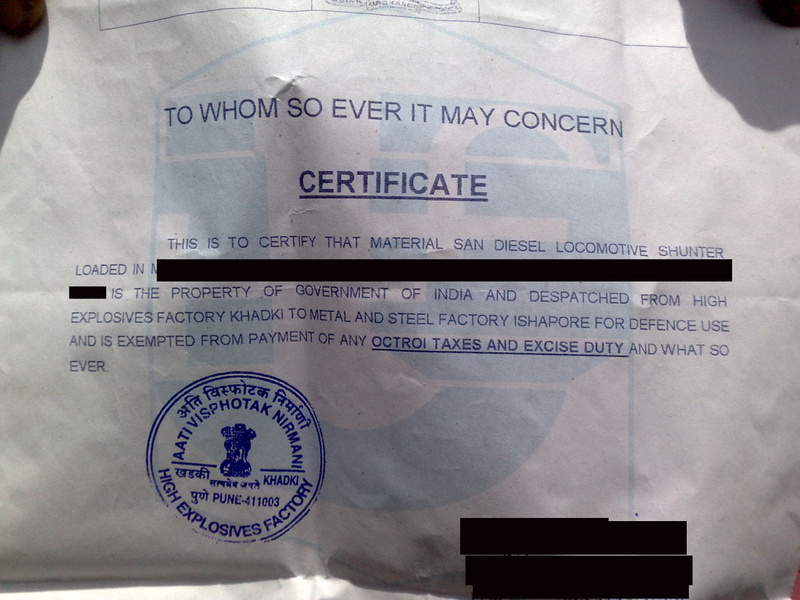 TO WHOM SO EVER IT MAY CONCERN
CERTIFICATE
THIS IS TO CERTIFY THAT MATERIAL SAN DIESEL LOCOMOTIVE SHUNTER
LOADED IN
IS THE PROPERTY OF GOVERNMENT OF INDIA AND DESPATCHED FROM HIGH
EXPLOSIVES FACTORY KHADKI TO METAL AND STEEL FACTORY ISHAPORE FOR DEFENCE USE
AND IS EXEMPTED FROM PAYMENT OF ANY OCTROI TAXES AND EXCISE DUTY AND WHAT SO
EVER.
अति विस्फोटक निर्माणी
AATI VISPHOTAK NIRMANI
खडकी सत्यमेव जयते KHADKI
पुणे PUNE-411003
HIGH EXPLOSIVES FACTORY